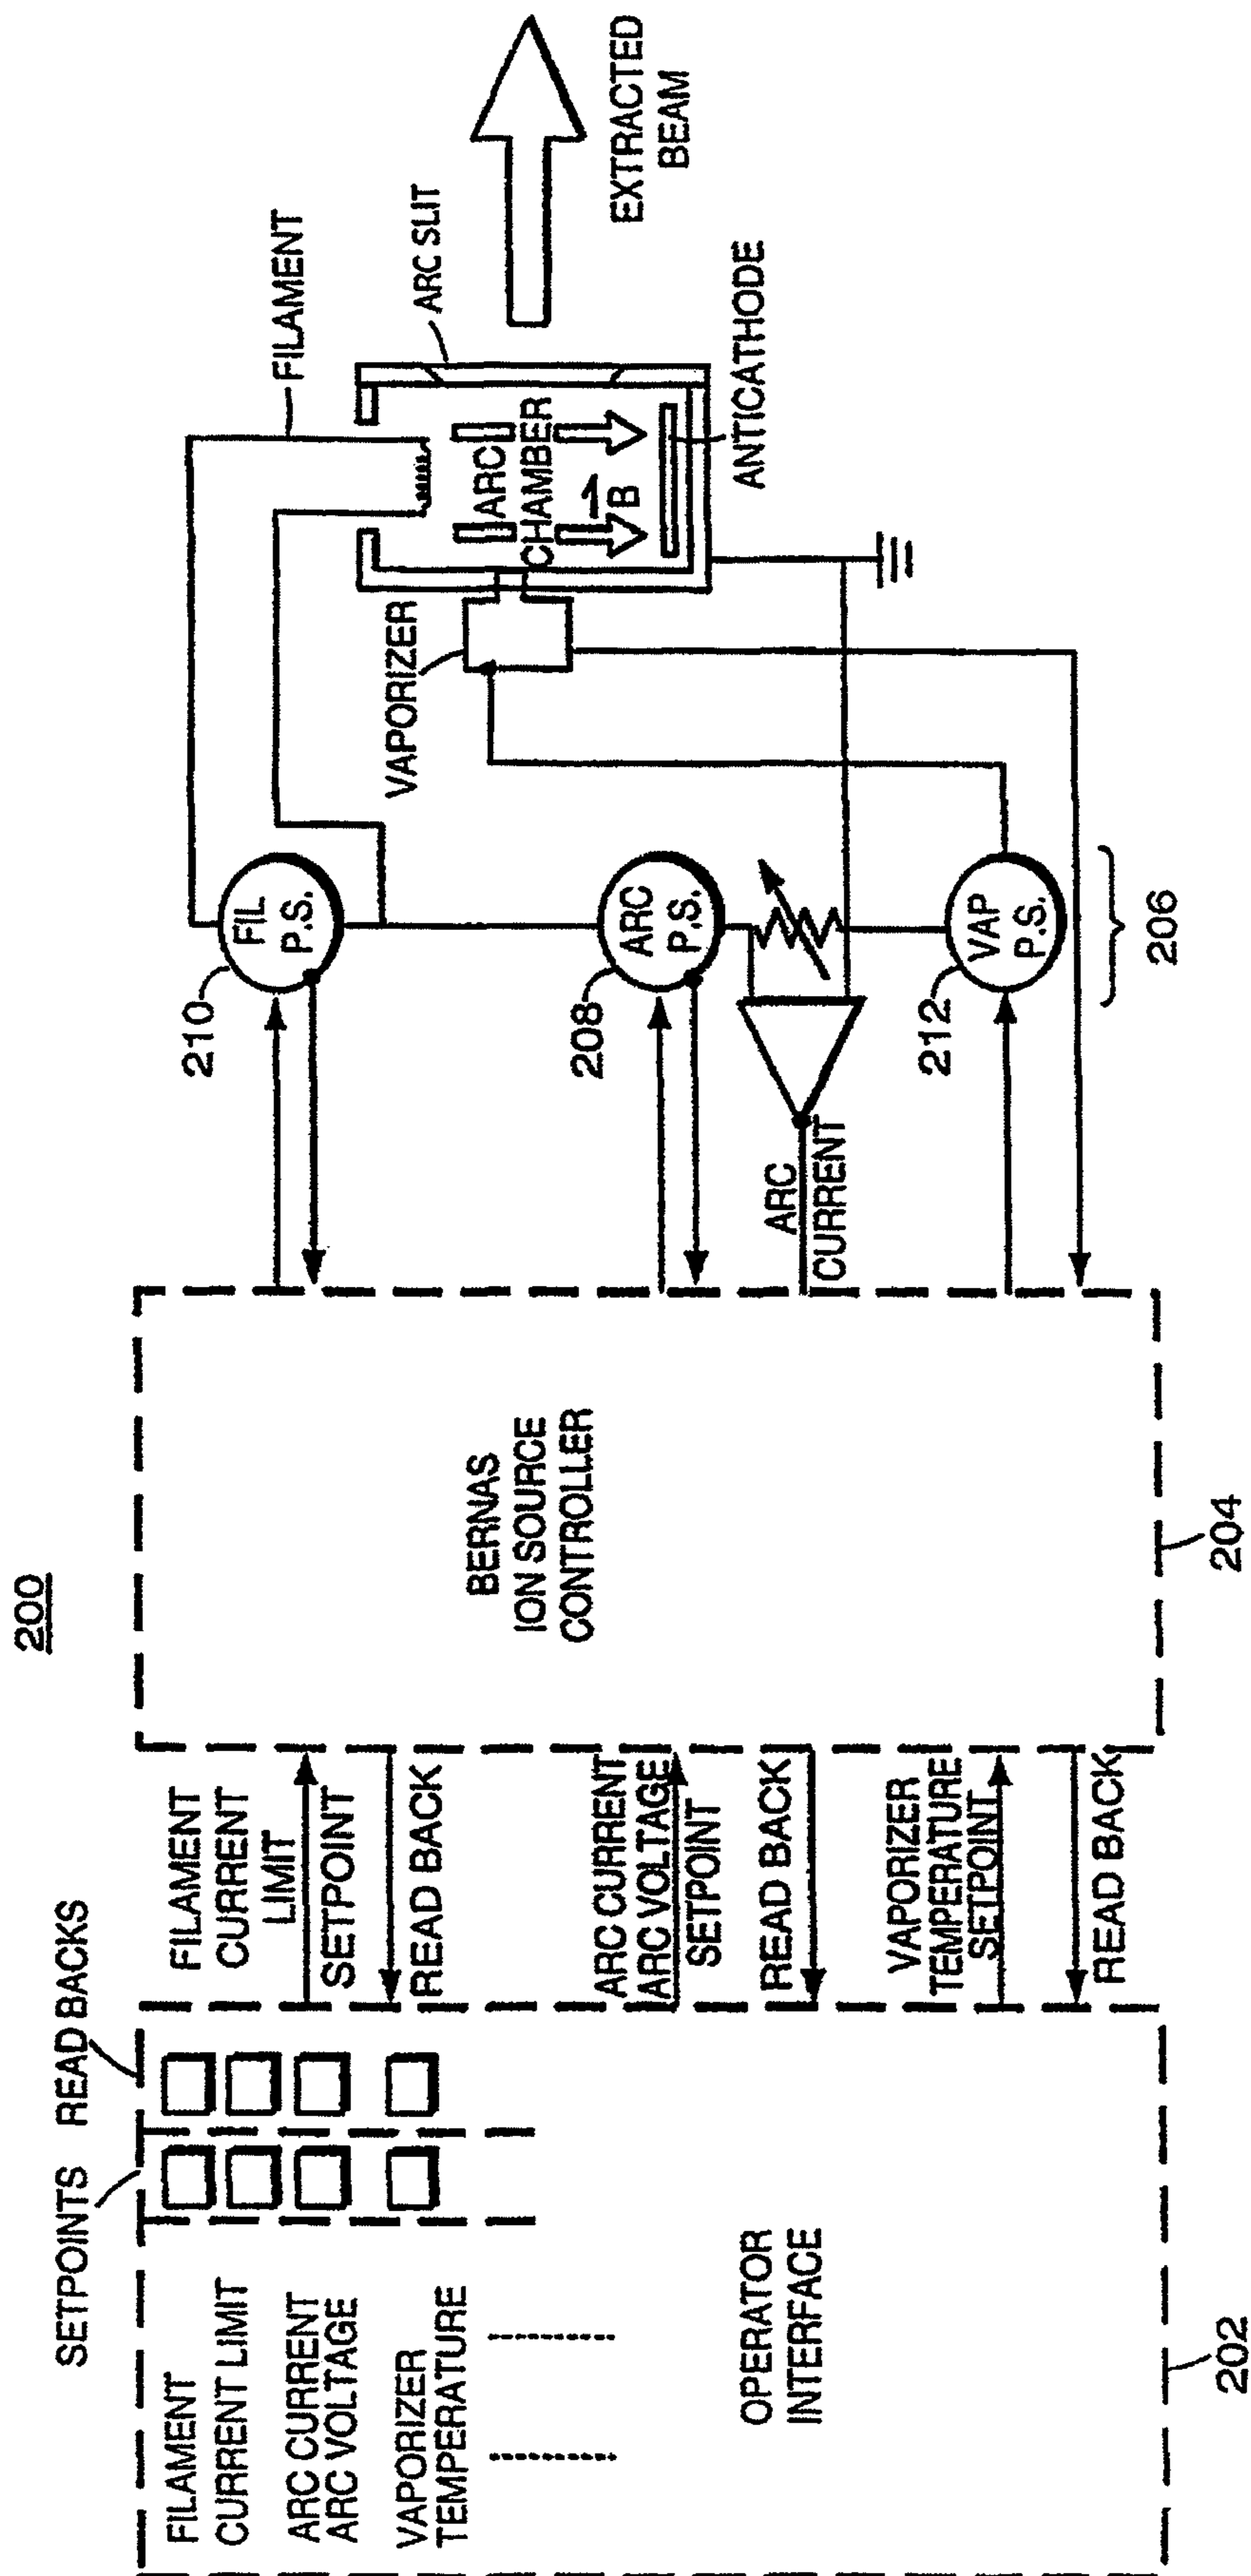 200
SETPOINTS
READ BACKS
FILAMENT
CURRENT LIMIT
ARC CURRENT
ARC VOLTAGE
VAPORIZER
TEMPERATURE
OPERATOR
INTERFACE
202
FILAMENT
CURRENT
LIMIT
SETPOINT
READ BACK
ARC CURRENT
ARC VOLTAGE
SETPOINT
READ BACK
VAPORIZER
TEMPERATURE
SETPOINT
READ BACK
BERNAS
ION SOURCE
CONTROLLER
204
210
FIL
P.S.
208
ARC
P.S.
ARC
CURRENT
212
VAP
P.S.
206
VAPORIZER
FILAMENT
ARC SLIT
ARC
CHAMBER
B
ANTICATHODE
EXTRACTED
BEAM